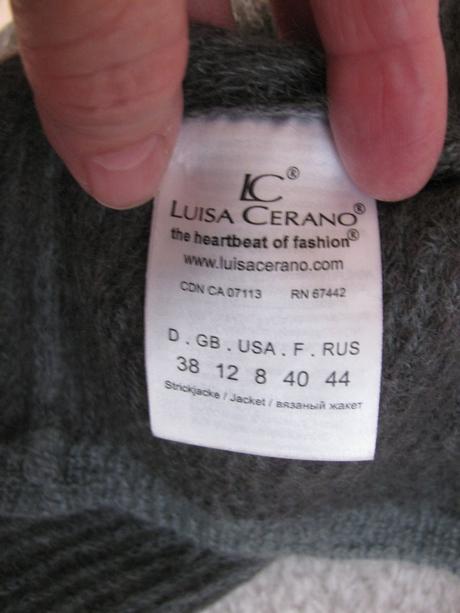 LC®
LUISA CERANO®
the heartbeat of fashion®
www.luisacerano.com
CDN CA 07113 RN 67442
D . GB . USA . F . RUS
38 12 8 40 44
Strickjacke / Jacket / вязаный жакет